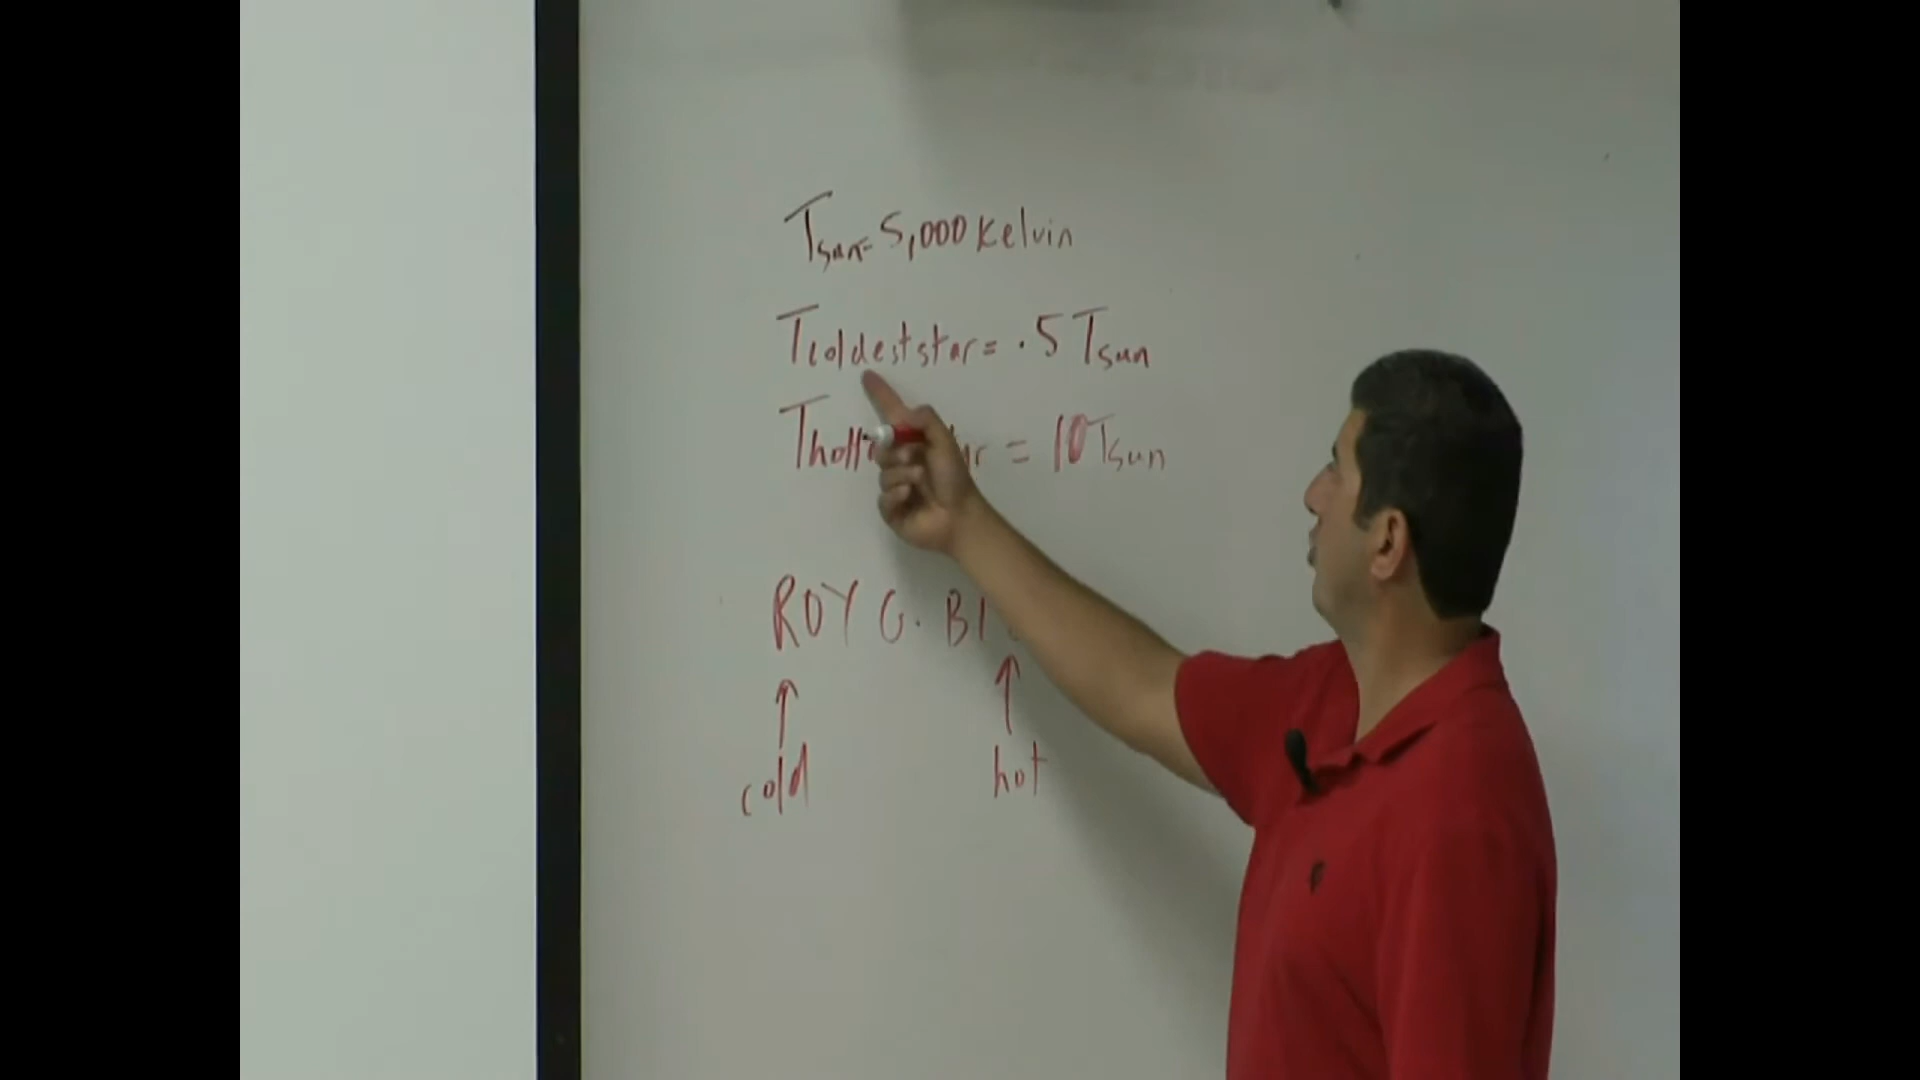 Tsun= 5,000 Kelvin
Tcoldest star = .5 Tsun
= 10 Tsun
ROY G. BI
cold hot